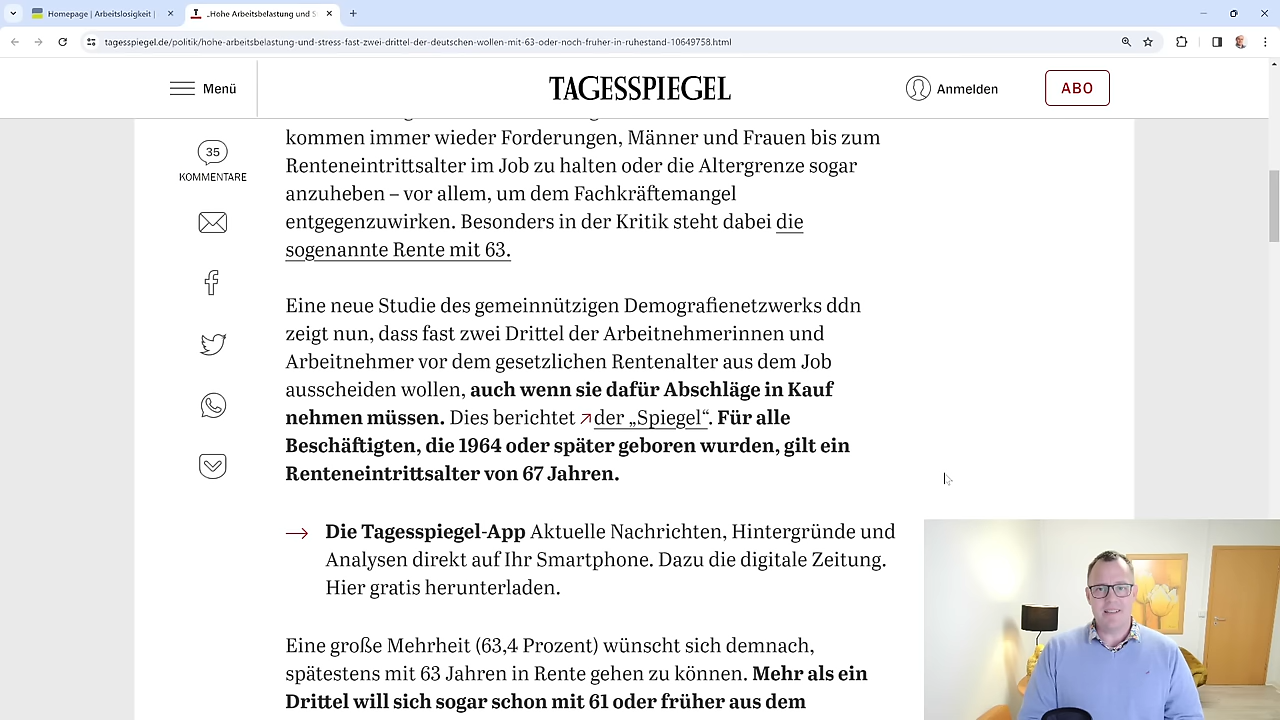 Homepage | Arbeitslosigkeit |
„Hohe Arbeitsbelastung und S
tagesspiegel.de/politik/hohe-arbeitsbelastung-und-stress-fast-zwei-drittel-der-deutschen-wollen-mit-63-oder-noch-fruher-in-ruhestand-10649758.html
Menü
TAGESSPIEGEL
Anmelden
ABO
35
KOMMENTARE
kommen immer wieder Forderungen, Männer und Frauen bis zum
Renteneintrittsalter im Job zu halten oder die Altergrenze sogar
anzuheben – vor allem, um dem Fachkräftemangel
entgegenzuwirken. Besonders in der Kritik steht dabei die
sogenannte Rente mit 63.
Eine neue Studie des gemeinnützigen Demografienetzwerks ddn
zeigt nun, dass fast zwei Drittel der Arbeitnehmerinnen und
Arbeitnehmer vor dem gesetzlichen Rentenalter aus dem Job
ausscheiden wollen, auch wenn sie dafür Abschläge in Kauf
nehmen müssen. Dies berichtet der „Spiegel“. Für alle
Beschäftigten, die 1964 oder später geboren wurden, gilt ein
Renteneintrittsalter von 67 Jahren.
Die Tagesspiegel-App Aktuelle Nachrichten, Hintergründe und
Analysen direkt auf Ihr Smartphone. Dazu die digitale Zeitung.
Hier gratis herunterladen.
Eine große Mehrheit (63,4 Prozent) wünscht sich demnach,
spätestens mit 63 Jahren in Rente gehen zu können. Mehr als ein
Drittel will sich sogar schon mit 61 oder früher aus dem